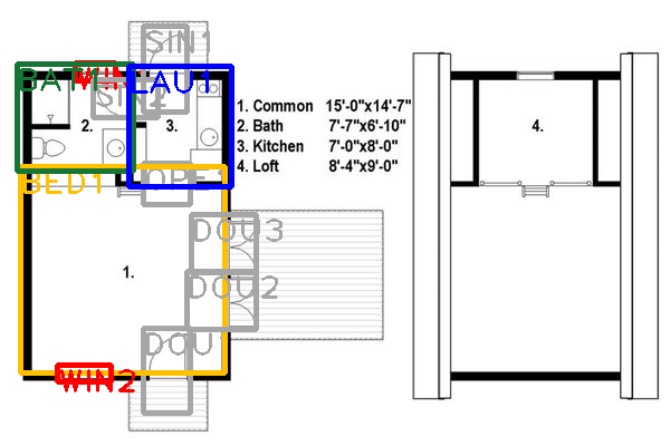 SIN1
BAT1 WIN1 LAU1
SIN2
1. Common 15'-0"x14'-7"
2. Bath 7'-7"x6'-10"
3. Kitchen 7'-0"x8'-0"
4. Loft 8'-4"x9'-0"
2.
3.
4.
BED1
OPE1
DOU3
1.
DOU2
DOU1
WIN2